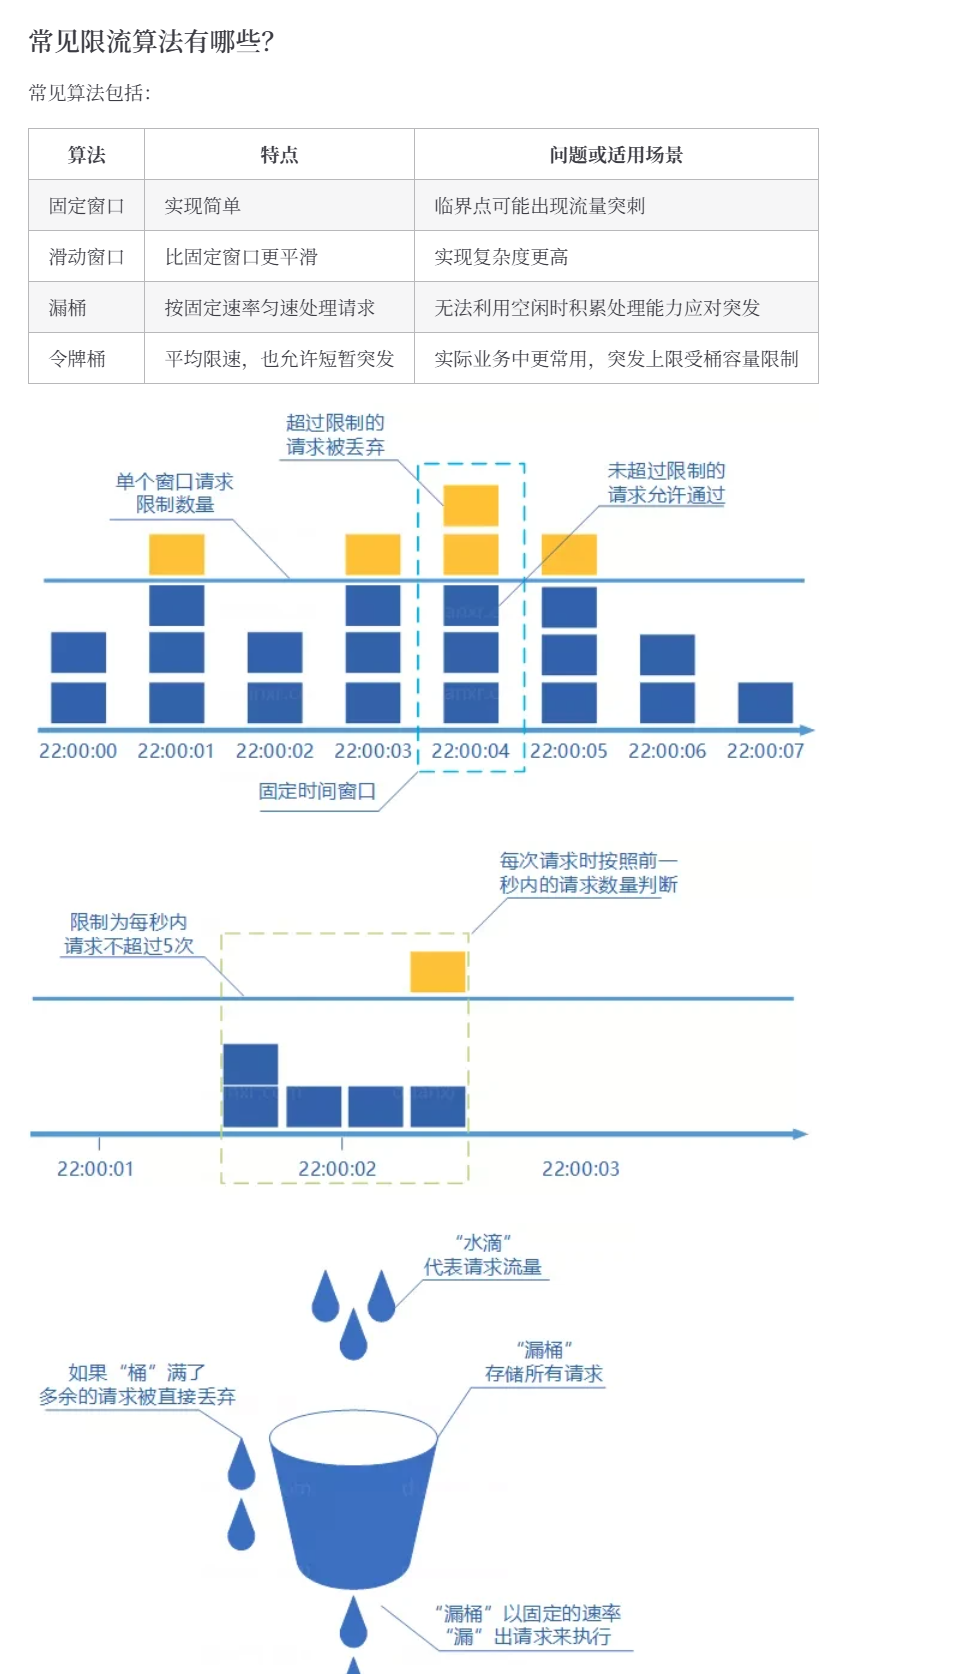 常见限流算法有哪些？
常见算法包括：
算法 特点 问题或适用场景
固定窗口 实现简单 临界点可能出现流量突刺
滑动窗口 比固定窗口更平滑 实现复杂度更高
漏桶 按固定速率匀速处理请求 无法利用空闲时积累处理能力应对突发
令牌桶 平均限速，也允许短暂突发 实际业务中更常用，突发上限受桶容量限制
超过限制的
请求被丢弃
单个窗口请求
限制数量
未超过限制的
请求允许通过
22:00:00 22:00:01 22:00:02 22:00:03 22:00:04 22:00:05 22:00:06 22:00:07
固定时间窗口
每次请求时按照前一
秒内的请求数量判断
限制为每秒内
请求不超过5次
22:00:01 22:00:02 22:00:03
“水滴”
代表请求流量
“漏桶”
存储所有请求
如果“桶”满了
多余的请求被直接丢弃
“漏桶”以固定的速率
“漏”出请求来执行